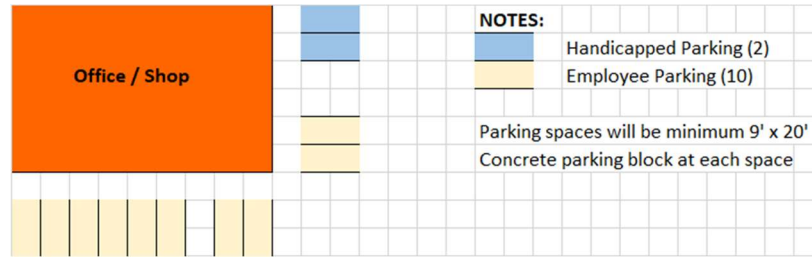 NOTES:
Handicapped Parking (2)
Office / Shop
Employee Parking (10)
Parking spaces will be minimum 9' x 20'
Concrete parking block at each space